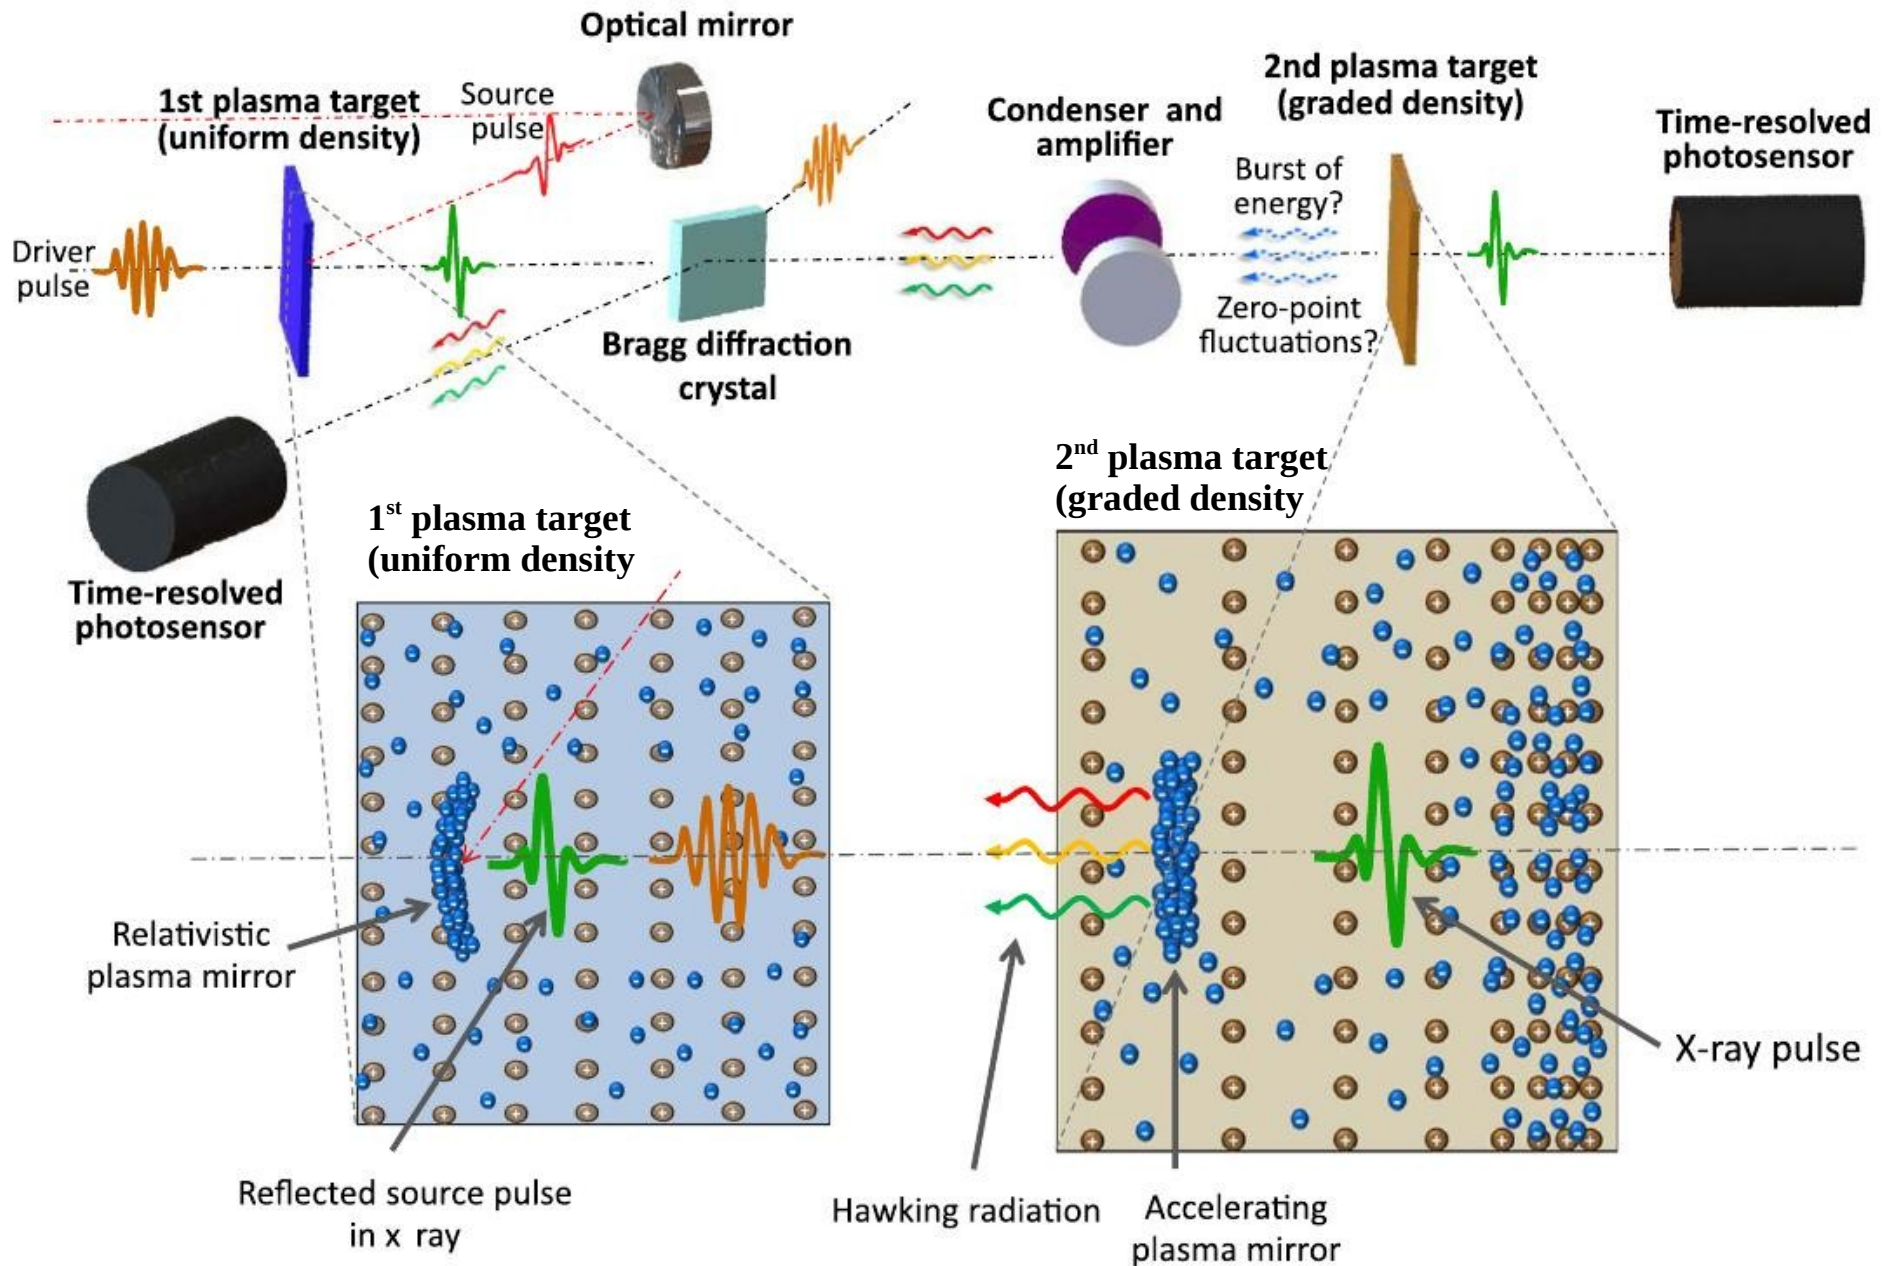 Optical mirror
1st plasma target
(uniform density)
Source
pulse
2nd plasma target
(graded density)
Condenser and
amplifier
Time-resolved
photosensor
Burst of
energy?
Driver
pulse
Zero-point
fluctuations?
Bragg diffraction
crystal
2nd plasma target
(graded density
1st plasma target
(uniform density
Time-resolved
photosensor
Relativistic
plasma mirror
X-ray pulse
Reflected source pulse
in x ray
Hawking radiation
Accelerating
plasma mirror